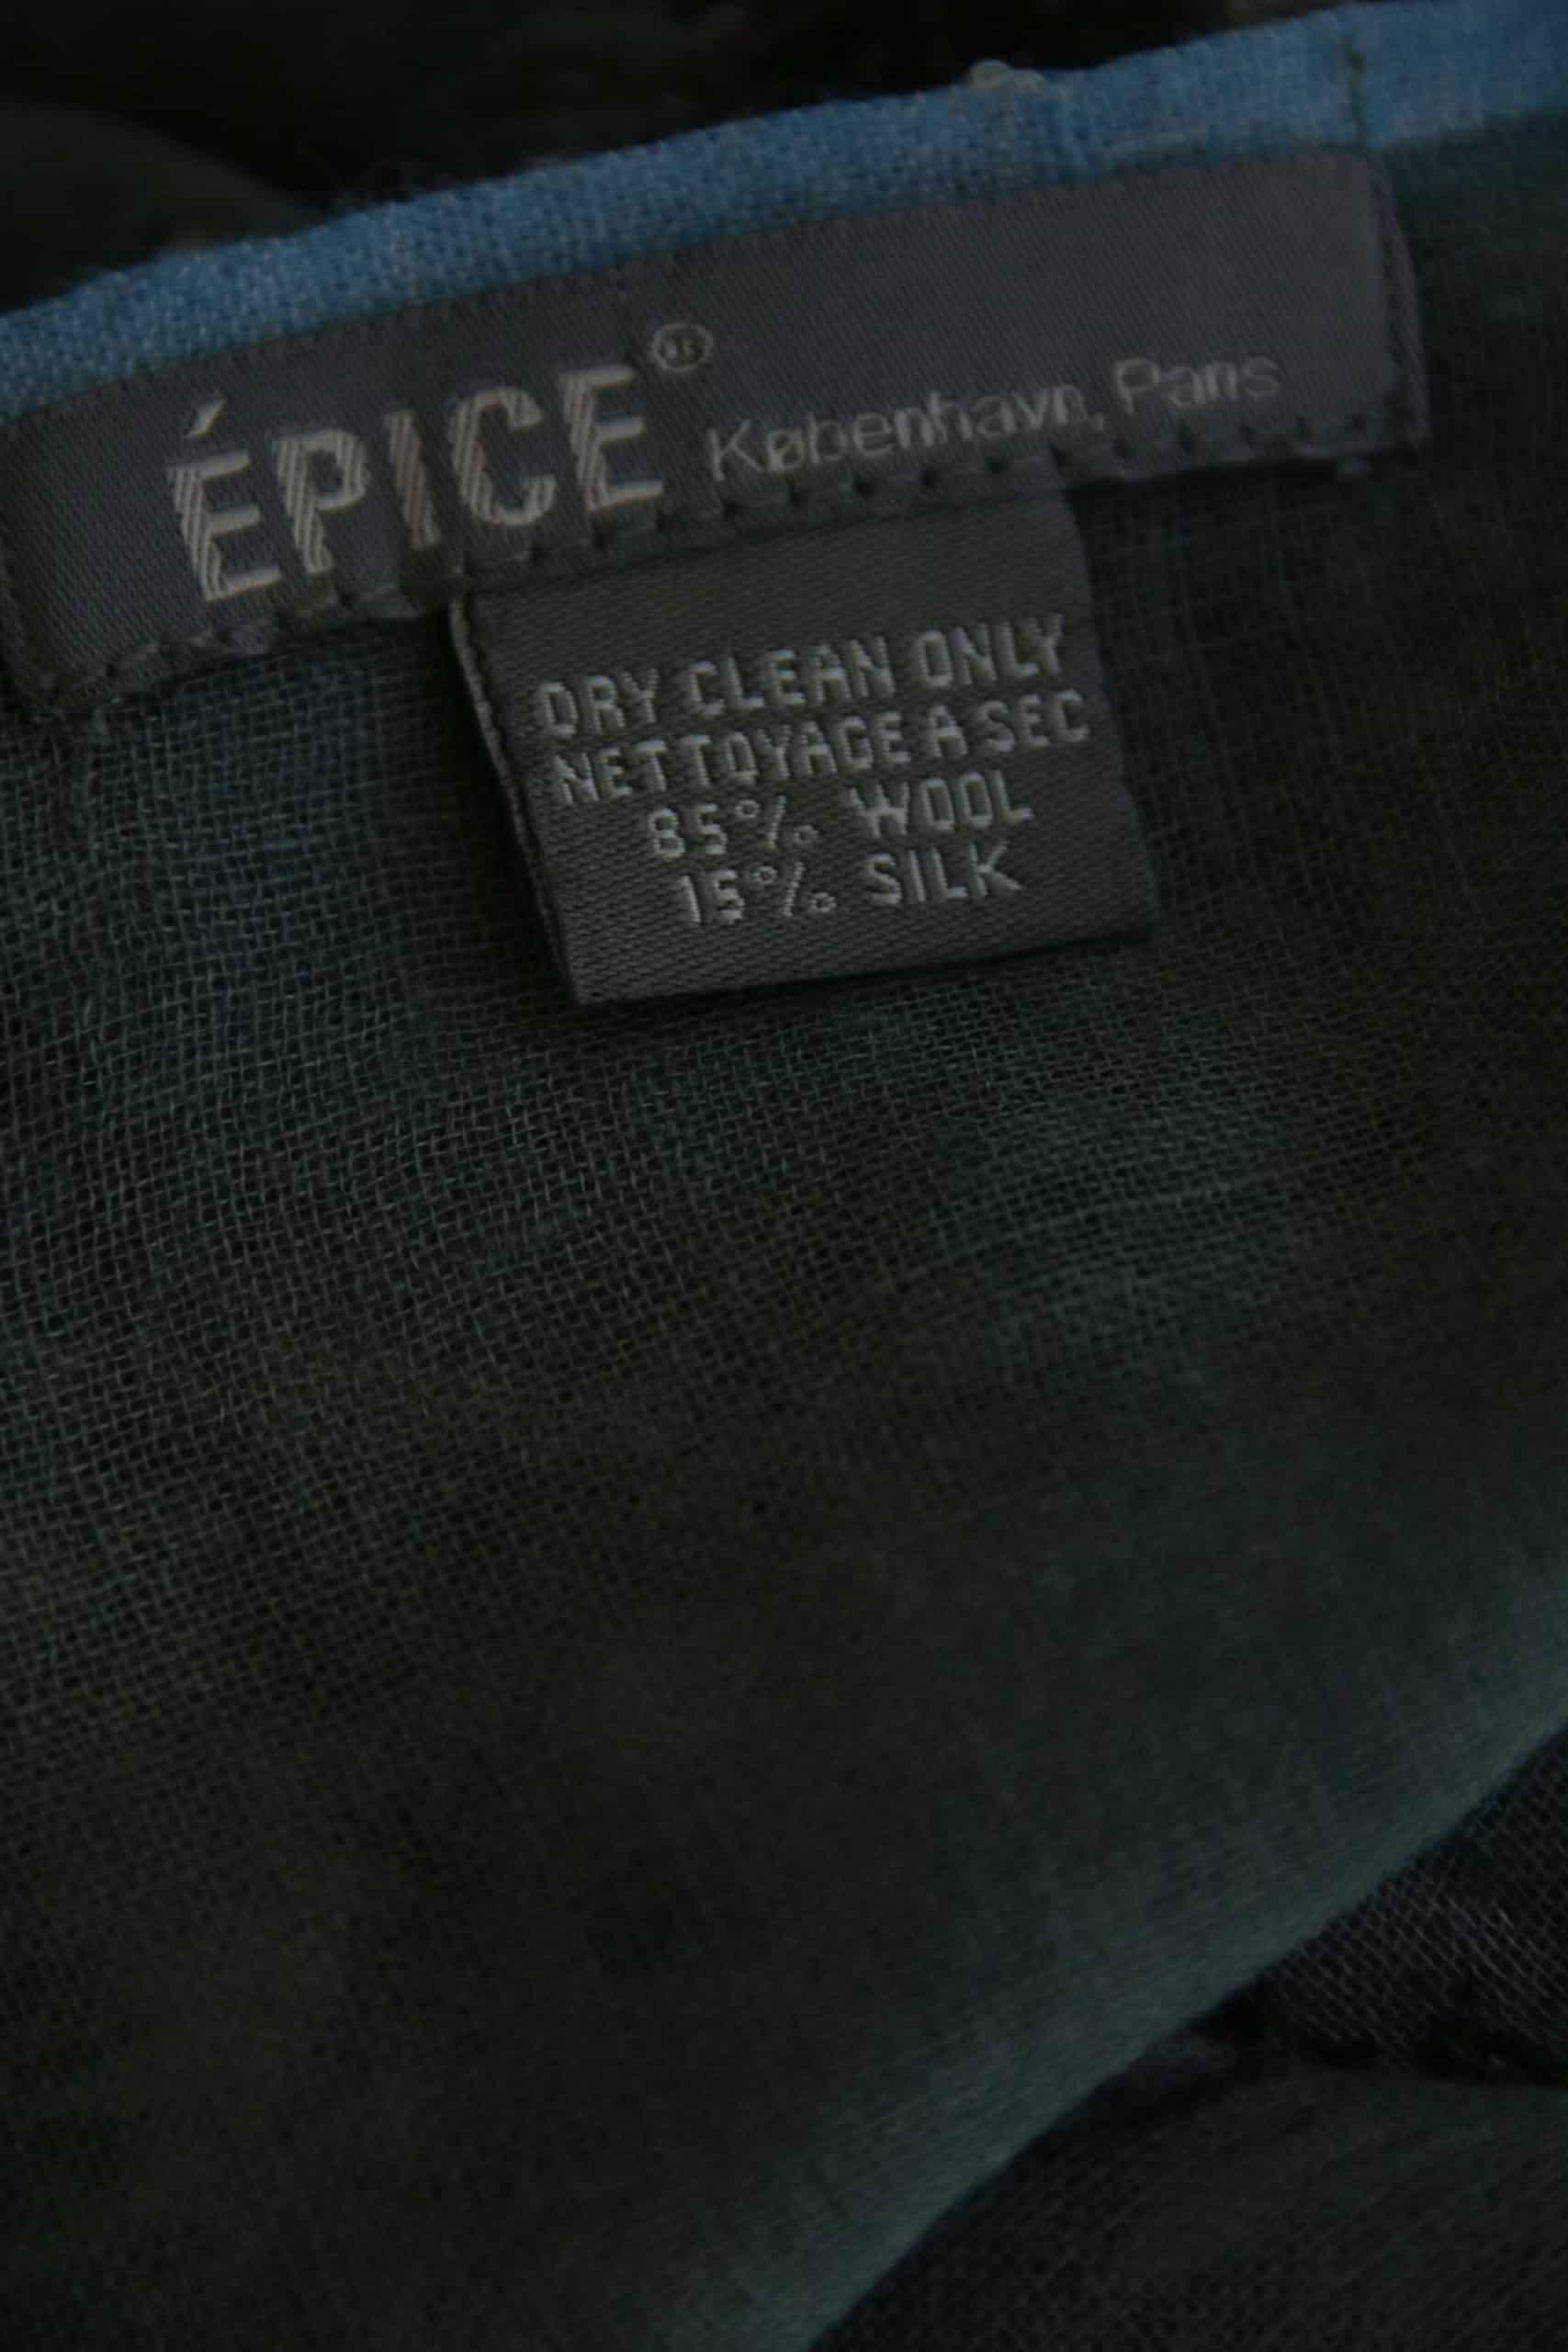 ÉPICE® København, Paris
DRY CLEAN ONLY
NETTOYAGE A SEC
85% WOOL
15% SILK